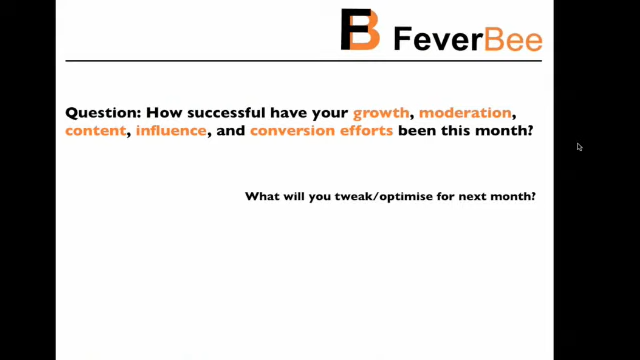 FB FeverBee
Question: How successful have your growth, moderation,
content, influence, and conversion efforts been this month?
What will you tweak/optimise for next month?